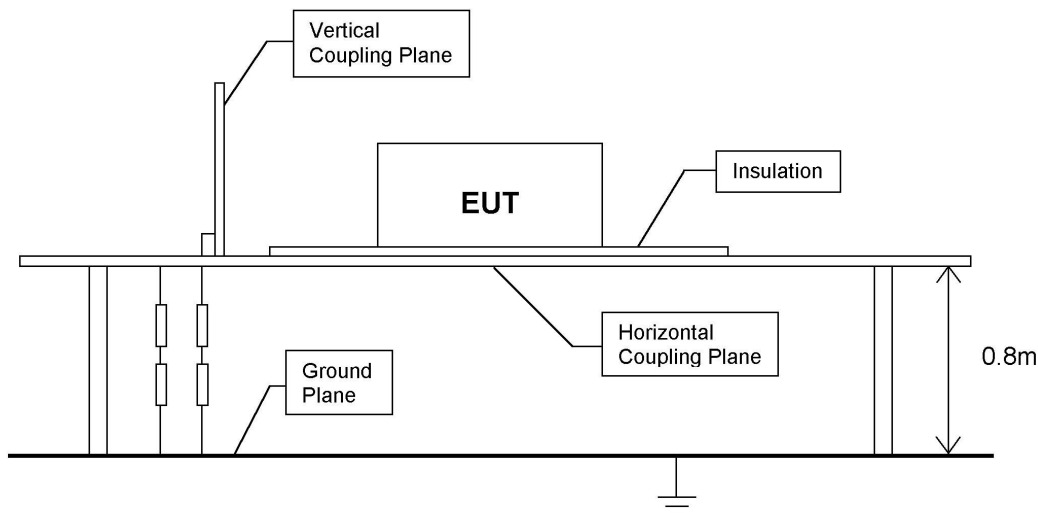 Vertical
Coupling Plane
EUT
Insulation
Horizontal
Coupling Plane
Ground
Plane
0.8m